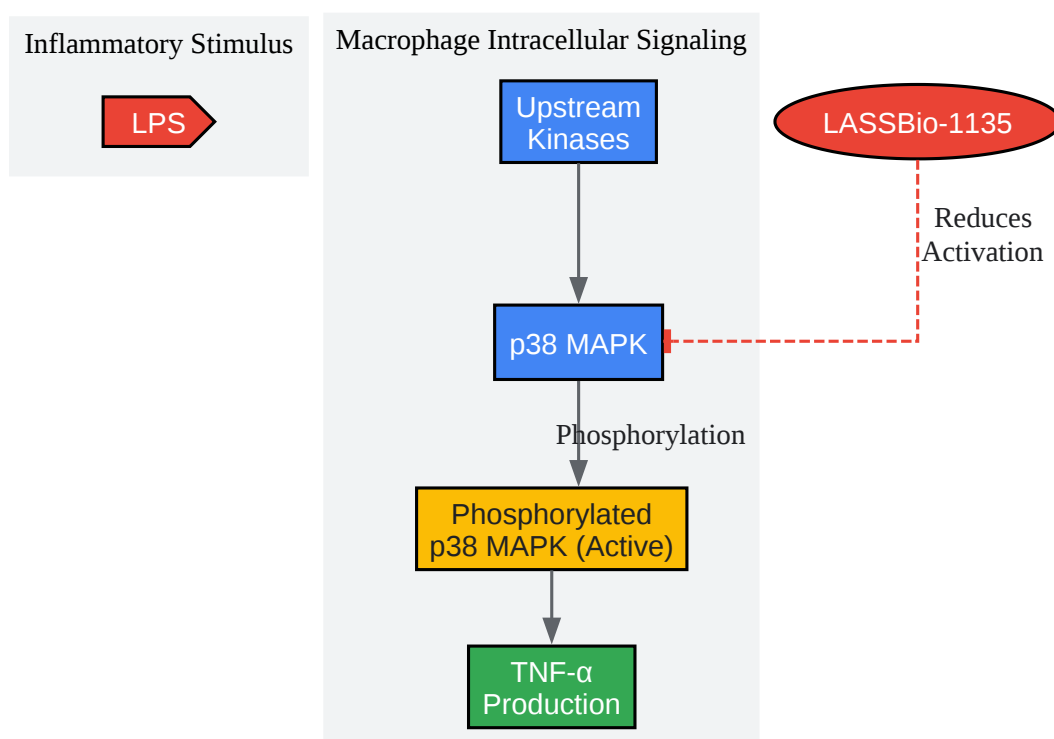 Inflammatory Stimulus
LPS
Macrophage Intracellular Signaling
Upstream
Kinases
LASSBio-1135
Reduces
Activation
p38 MAPK
Phosphorylation
Phosphorylated
p38 MAPK (Active)
TNF-α
Production